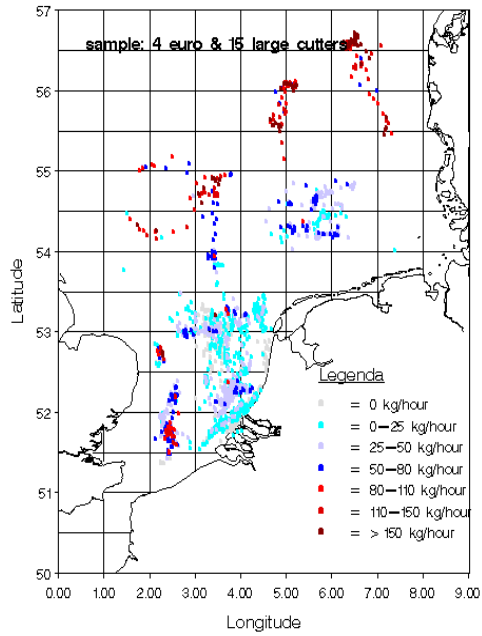 57
sample: 4 euro & 15 large cutters
56
55
54
Latitude
53
Legenda
= 0 kg/hour
52
= 0–25 kg/hour
= 25–50 kg/hour
= 50–80 kg/hour
51
= 80–110 kg/hour
= 110–150 kg/hour
= > 150 kg/hour
50
0.00 1.00 2.00 3.00 4.00 5.00 6.00 7.00 8.00 9.00
Longitude